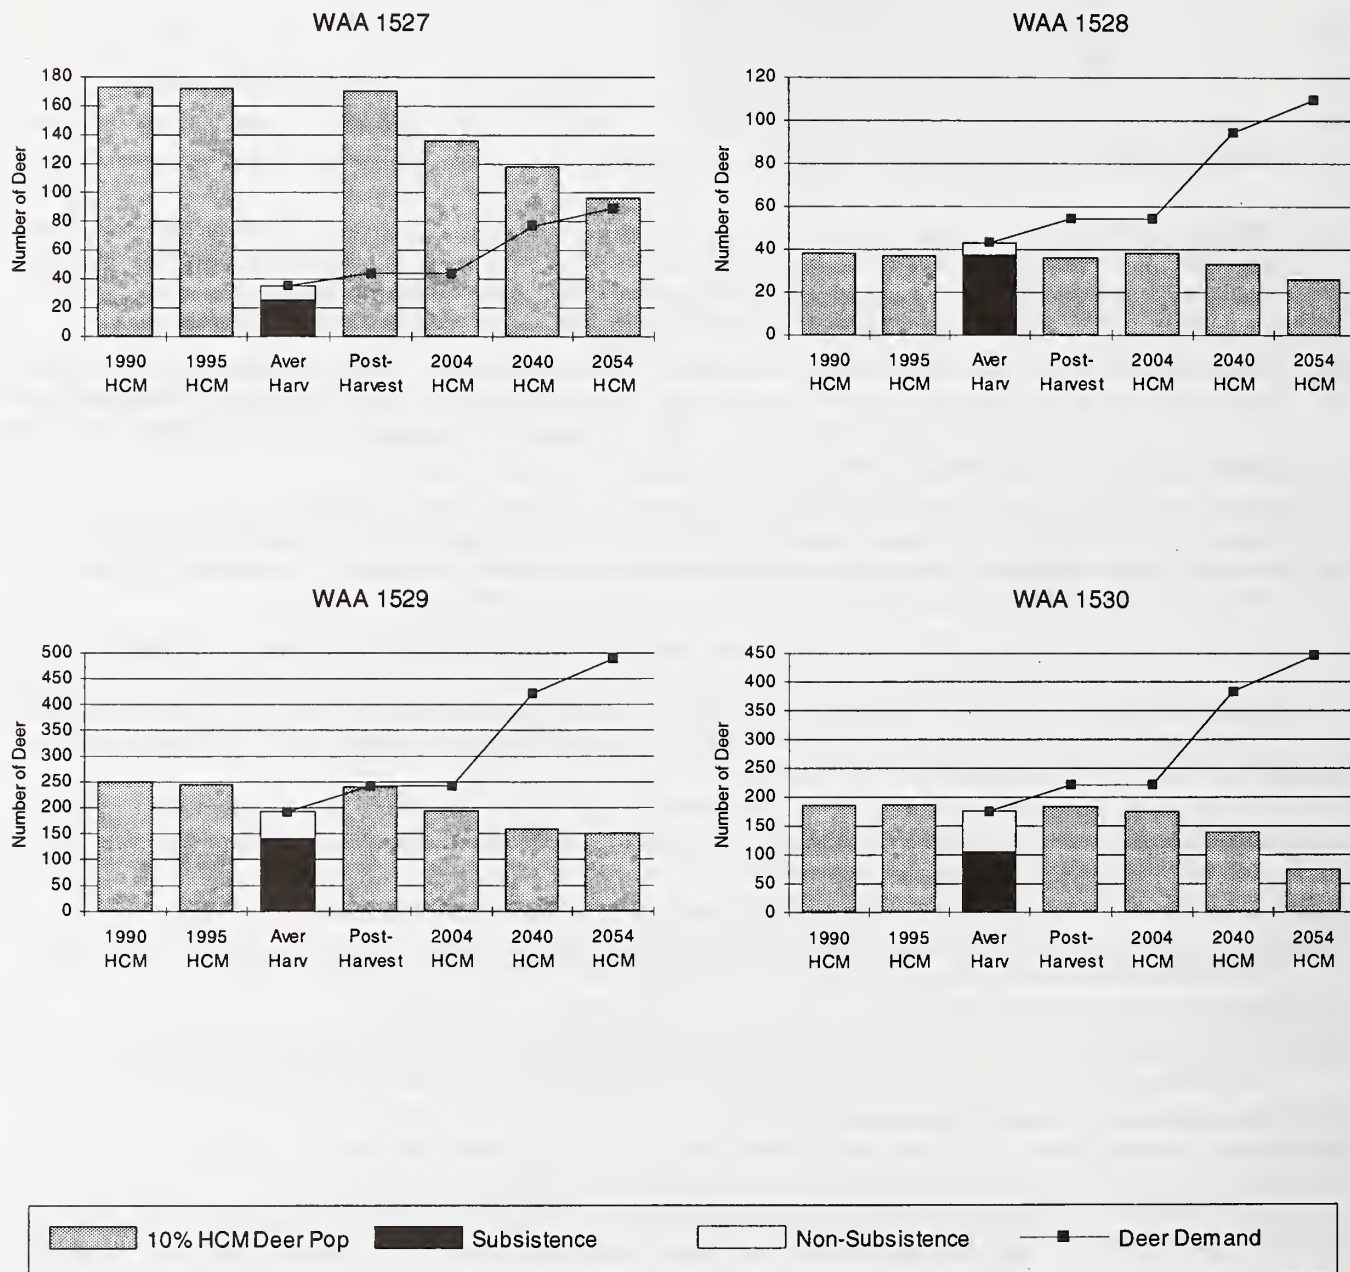 WAA 1527
Number of Deer
180
160
140
120
100
80
60
40
20
0
1990 HCM
1995 HCM
Aver Harv
Post-Harvest
2004 HCM
2040 HCM
2054 HCM
WAA 1528
Number of Deer
120
100
80
60
40
20
0
1990 HCM
1995 HCM
Aver Harv
Post-Harvest
2004 HCM
2040 HCM
2054 HCM
WAA 1529
Number of Deer
500
450
400
350
300
250
200
150
100
50
0
1990 HCM
1995 HCM
Aver Harv
Post-Harvest
2004 HCM
2040 HCM
2054 HCM
WAA 1530
Number of Deer
450
400
350
300
250
200
150
100
50
0
1990 HCM
1995 HCM
Aver Harv
Post-Harvest
2004 HCM
2040 HCM
2054 HCM
10% HCM Deer Pop
Subsistence
Non-Subsistence
Deer Demand